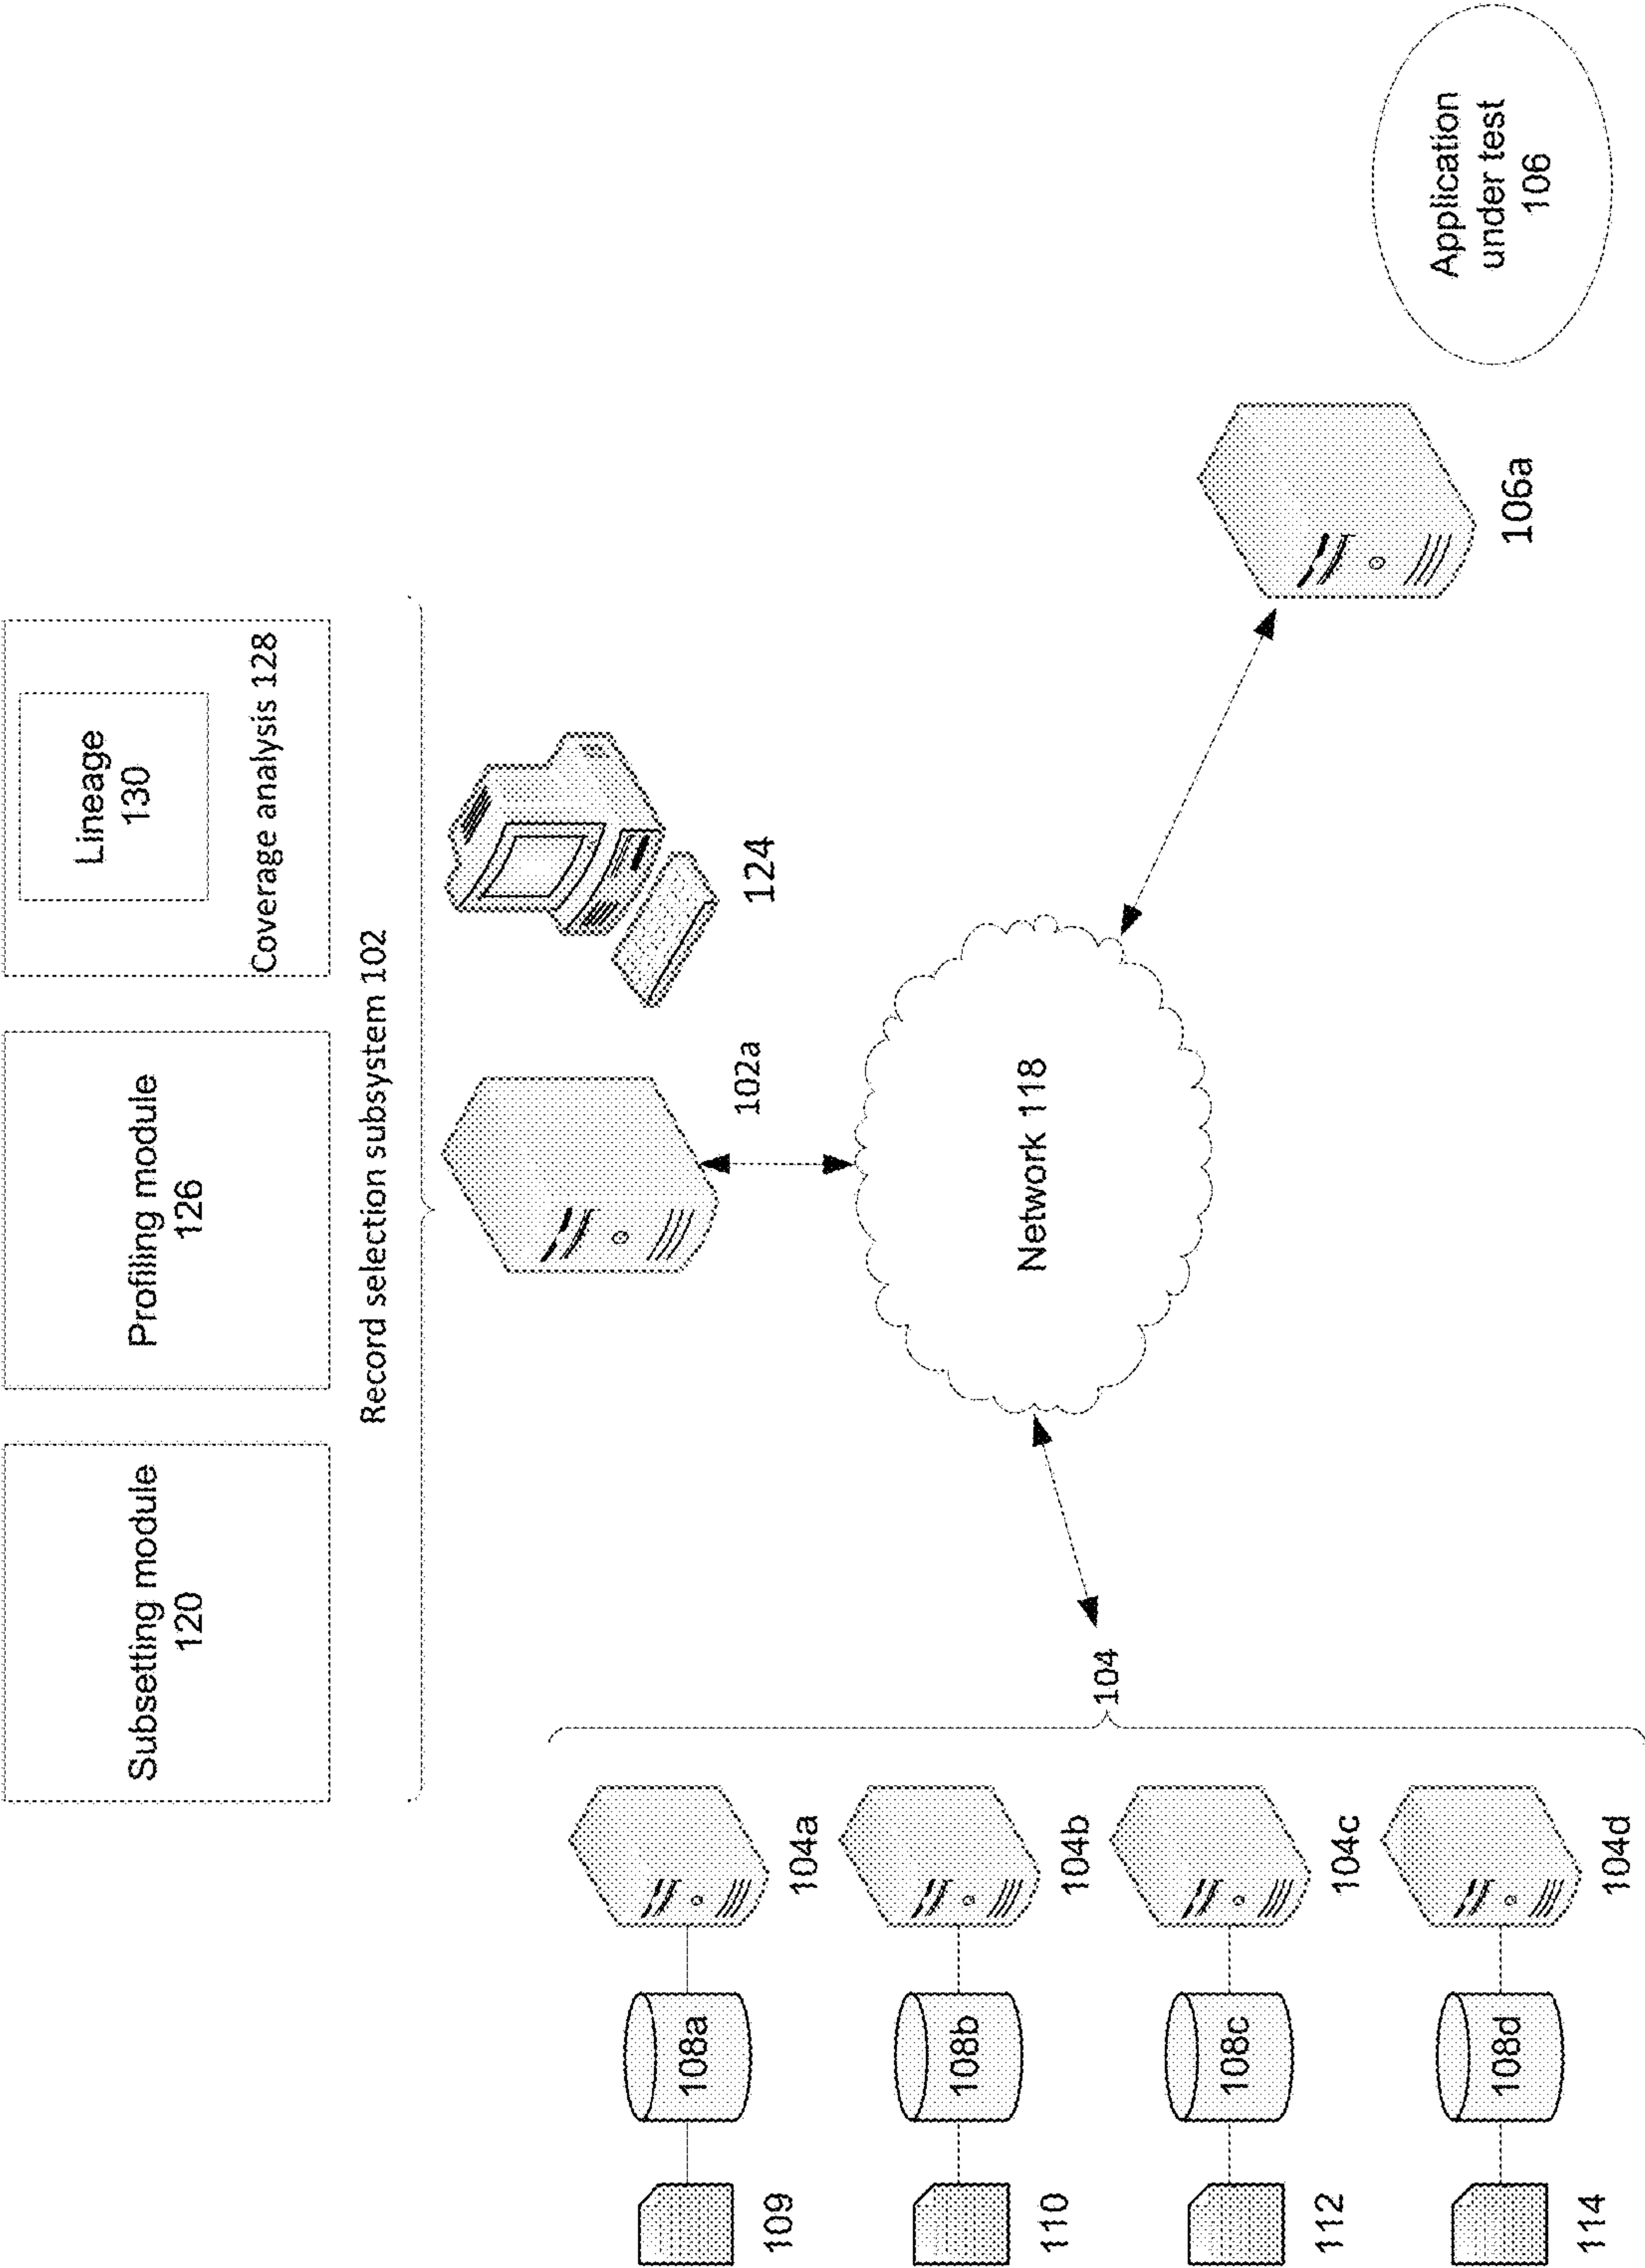 Subsetting module
120
Profiling module
126
Lineage
130
Coverage analysis 128
Record selection subsystem 102
102a
124
109
108a
104a
110
108b
104b
112
108c
104c
114
108d
104d
104
Network 118
106a
Application
under test
106